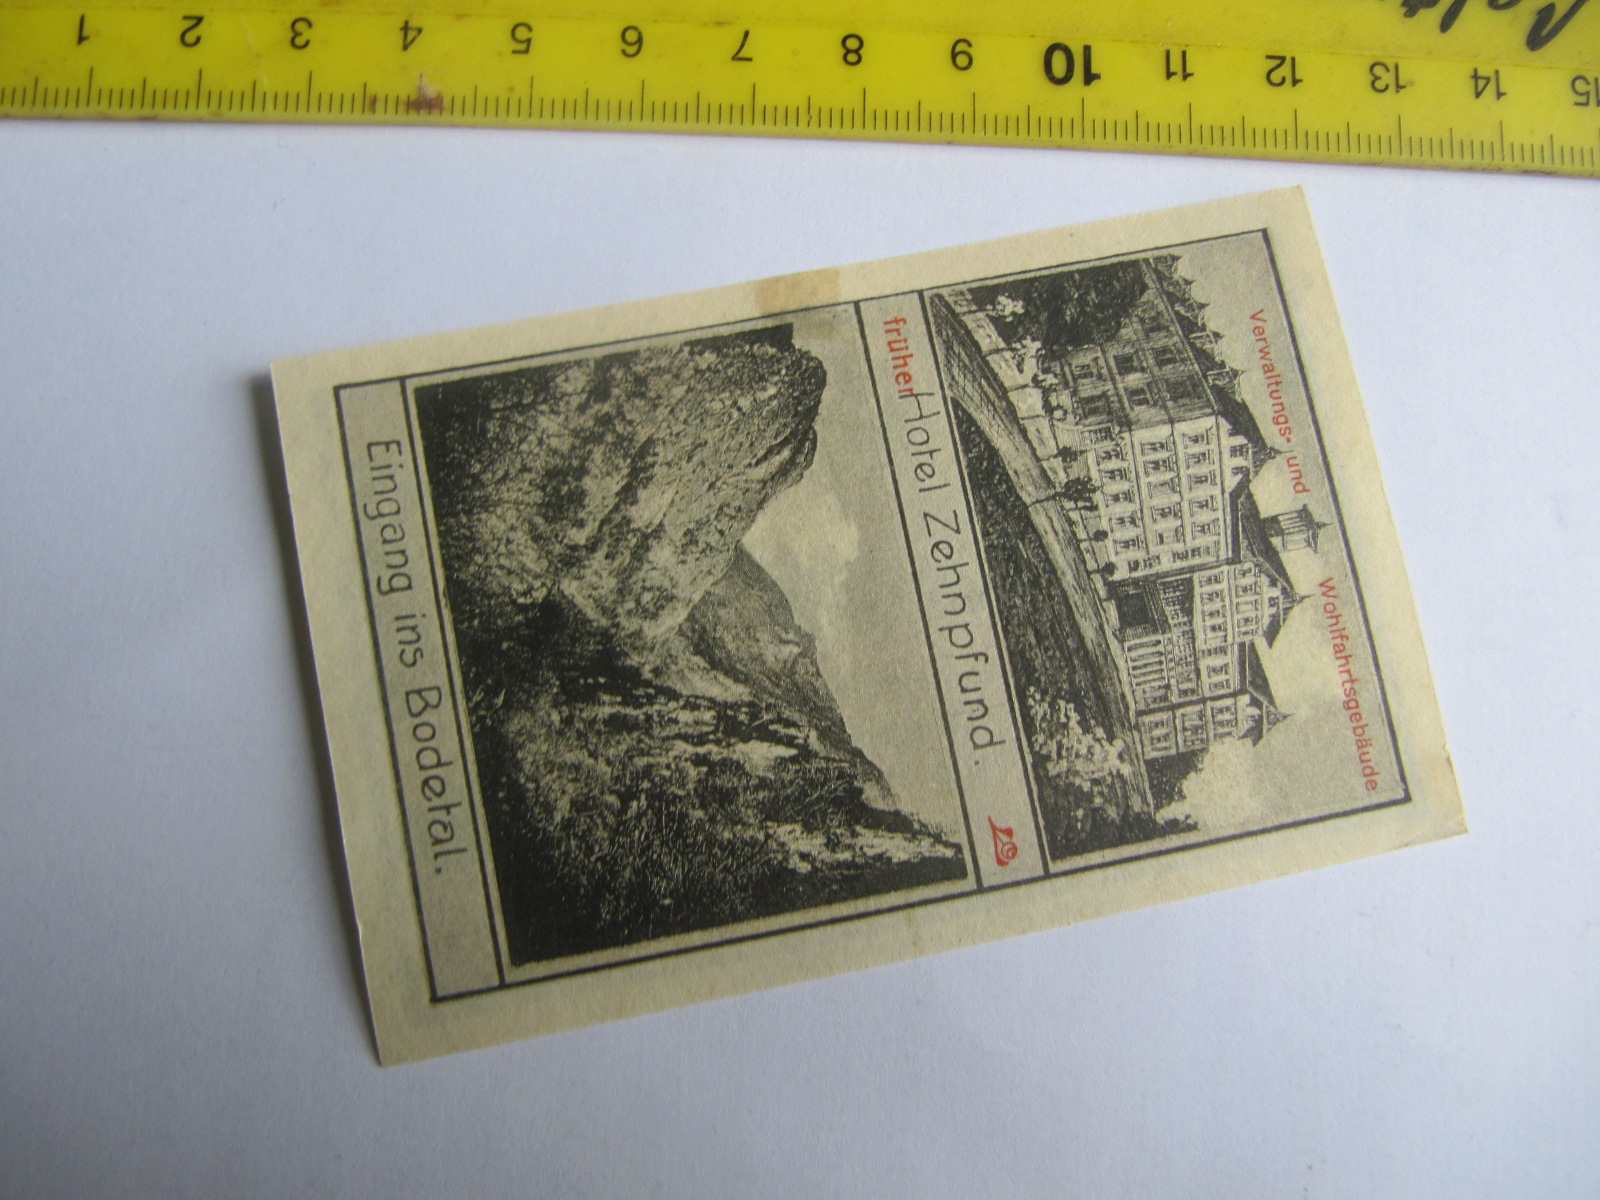 1 2 3 4 5 6 7 8 9 10 11 12 13 14 15
Verwaltungs- und Wohlfahrtsgebäude
früher Hotel Zehnpfund.
Eingang ins Bodetal.